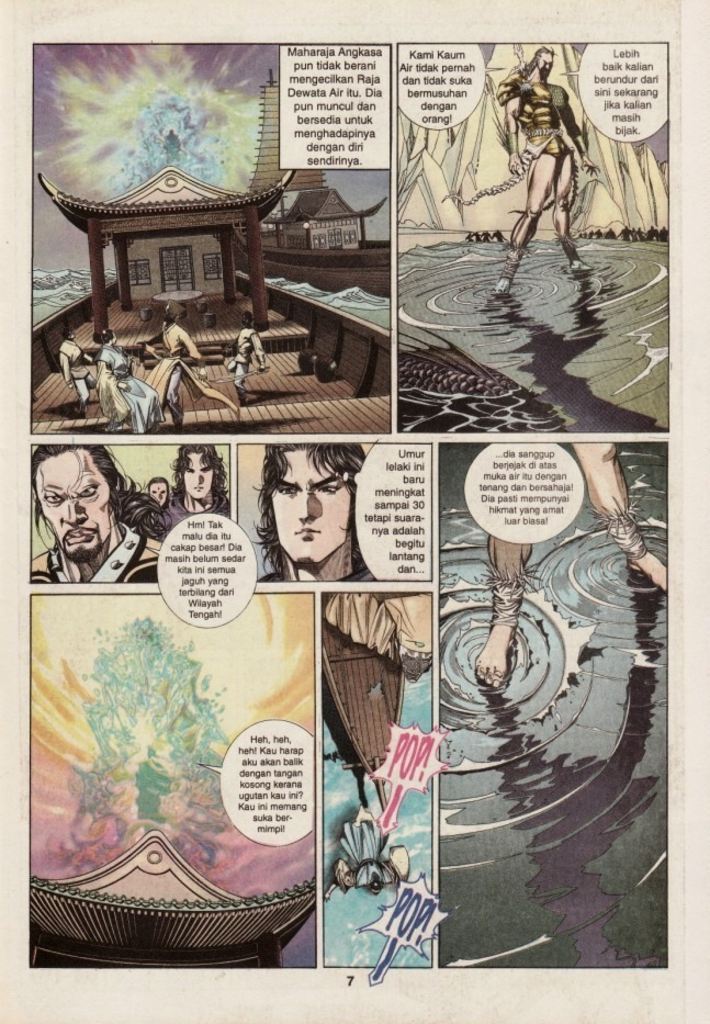 Maharaja Angkasa
pun tidak berani
mengecilkan Raja
Dewata Air itu. Dia
pun muncul dan
bersedia untuk
menghadapinya
dengan diri
sendirinya.
Kami Kaum
Air tidak pernah
dan tidak suka
bermusuhan
dengan
orang!
Lebih
baik kalian
berundur dari
sini sekarang
jika kalian
masih
bijak.
Hm! Tak
malu dia itu
cakap besar! Dia
masih belum sedar
kita ini semua
jaguh yang
terbilang dari
Wilayah
Tengah!
Umur
lelaki ini
baru
meningkat
sampai 30
tetapi suara-
nya adalah
begitu
lantang
dan...
...dia sanggup
berjejak di atas
air itu dengan
tenang dan bersahaja!
Dia pasti mempunyai
hikmat yang amat
luar biasa!
Heh, heh,
heh! Kau harap
aku akan balik
dengan tangan
kosong kerana
ugutan kau ini?
Kau ini memang
suka ber-
mimpi!
POP!
POP!
7